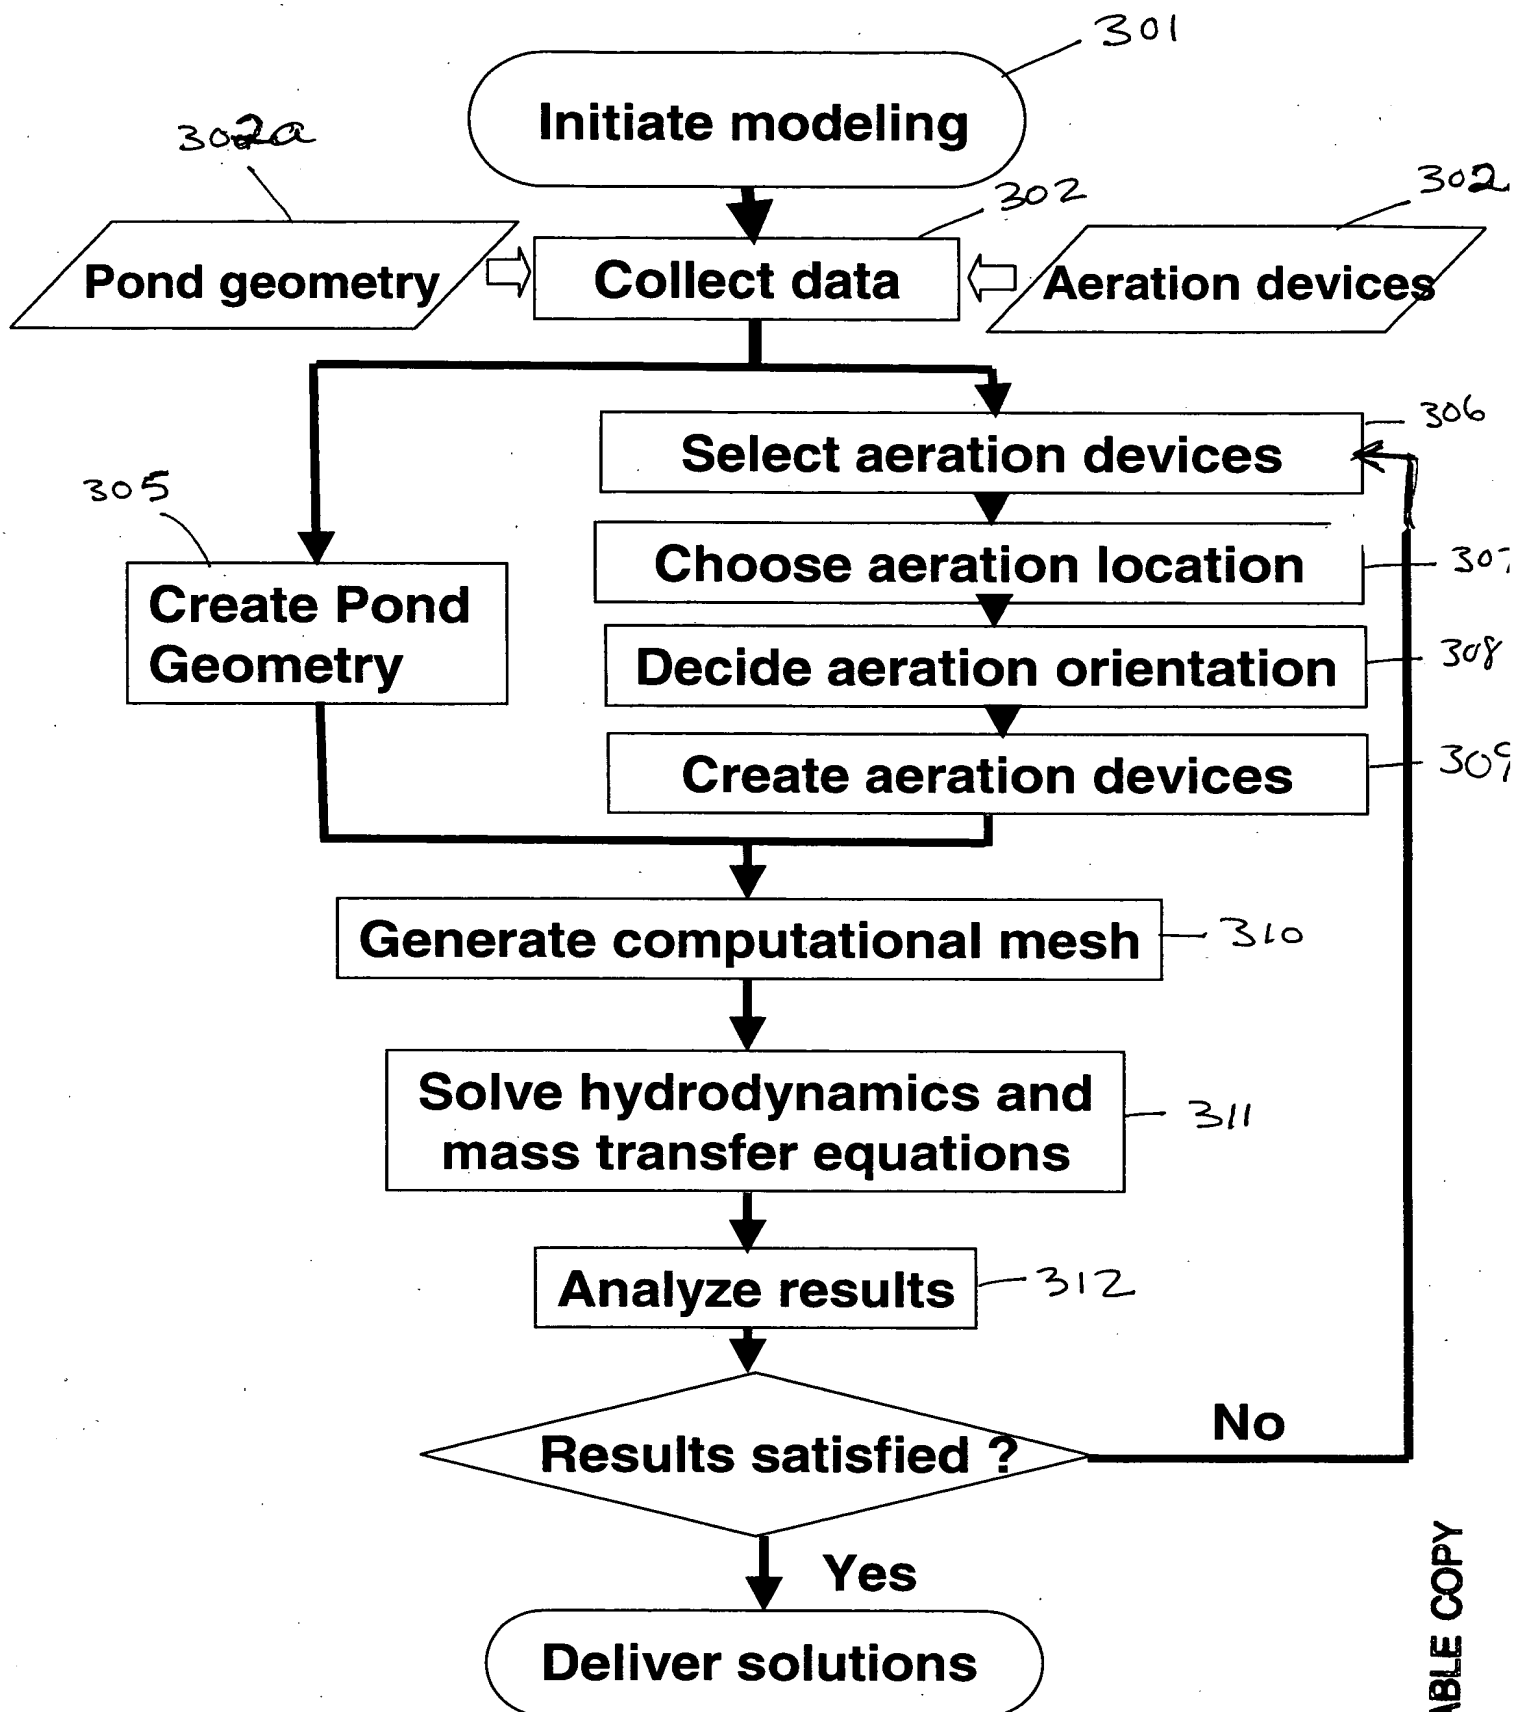 301
Initiate modeling
302a
302
302
Pond geometry
Collect data
Aeration devices
306
Select aeration devices
305
Choose aeration location
Create Pond
Geometry
Decide aeration orientation
308
Create aeration devices
309
Generate computational mesh
310
Solve hydrodynamics and
mass transfer equations
311
Analyze results
312
Results satisfied ?
No
Yes
Deliver solutions
COPY